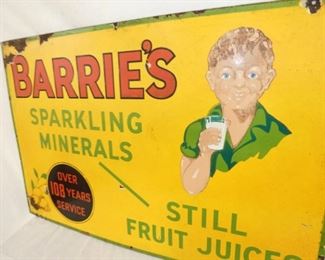 BARRIE'S
SPARKLING
MINERALS
OVER
108 YEARS
SERVICE
STILL
FRUIT JUICES